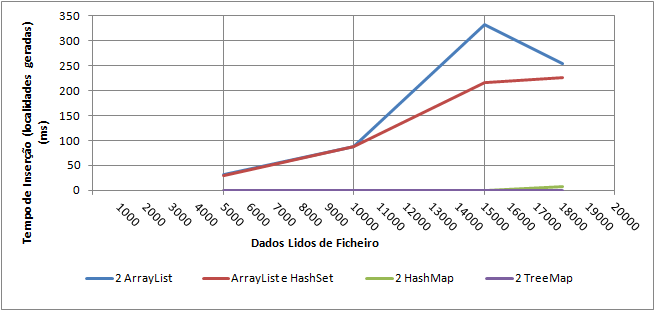 350
300
250
200
150
100
50
0
Tempo de Inserção (localidades geradas)
(ms)
1000 2000 3000 4000 5000 6000 7000 8000 9000 10000 11000 12000 13000 14000 15000 16000 17000 18000 19000 20000
Dados Lidos de Ficheiro
2 ArrayList ArrayList e HashSet 2 HashMap 2 TreeMap